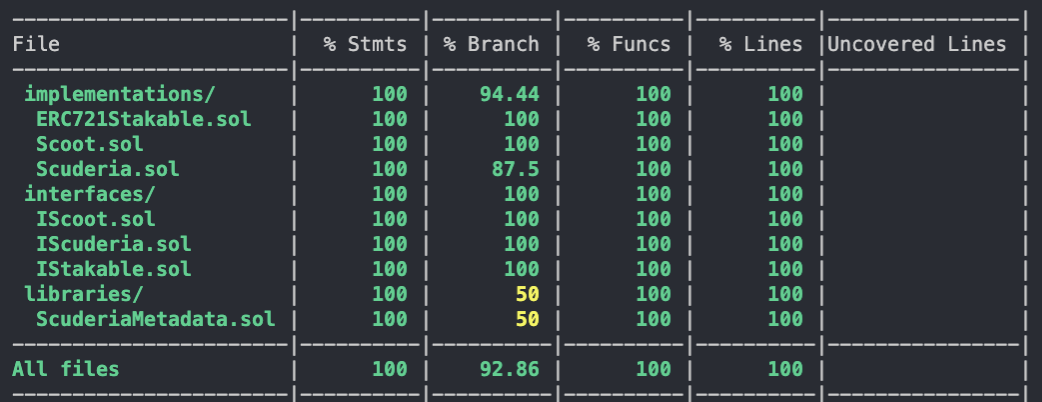 -----------------------|----------|----------|----------|----------|----------------|
File                   |  % Stmts | % Branch |  % Funcs |  % Lines |Uncovered Lines |
-----------------------|----------|----------|----------|----------|----------------|
 implementations/      |      100 |    94.44 |      100 |      100 |                |
  ERC721Stakable.sol   |      100 |      100 |      100 |      100 |                |
  Scoot.sol            |      100 |      100 |      100 |      100 |                |
  Scuderia.sol         |      100 |     87.5 |      100 |      100 |                |
 interfaces/           |      100 |      100 |      100 |      100 |                |
  IScoot.sol           |      100 |      100 |      100 |      100 |                |
  IScuderia.sol        |      100 |      100 |      100 |      100 |                |
  IStakable.sol        |      100 |      100 |      100 |      100 |                |
 libraries/            |      100 |       50 |      100 |      100 |                |
  ScuderiaMetadata.sol |      100 |       50 |      100 |      100 |                |
-----------------------|----------|----------|----------|----------|----------------|
All files              |      100 |    92.86 |      100 |      100 |                |
-----------------------|----------|----------|----------|----------|----------------|